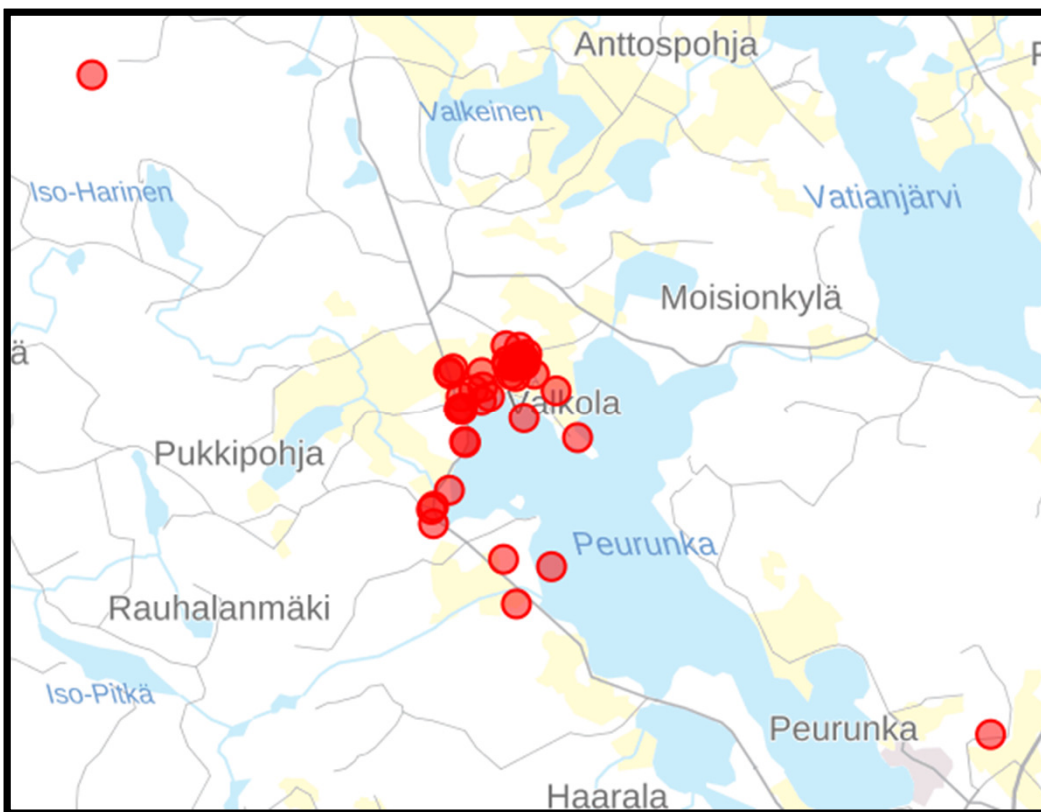 Anttospohja
Valkeinen
Iso-Harinen
Vatianjärvi
Moisionkylä
ä
Valkola
Pukkipohja
Peurunka
Rauhalanmäki
Iso-Pitkä
Peurunka
Haarala